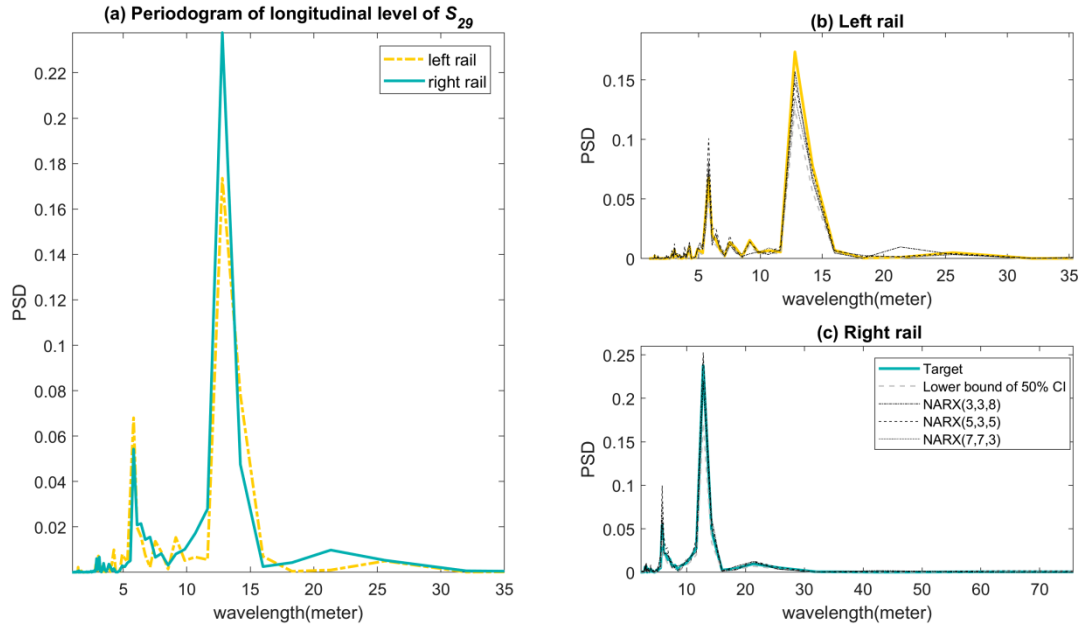 (a) Periodogram of longitudinal level of S29
PSD
0.22
0.2
0.18
0.16
0.14
0.12
0.1
0.08
0.06
0.04
0.02
5 10 15 20 25 30 35
wavelength(meter)
left rail
right rail
(b) Left rail
PSD
0.15
0.1
0.05
0
5 10 15 20 25 30 35
wavelength(meter)
(c) Right rail
PSD
0.25
0.20
0.15
0.10
0.05
0
10 20 30 40 50 60 70
wavelength(meter)
Target
Lower bound of 50% CI
NARX(3,3,8)
NARX(5,3,5)
NARX(7,7,3)